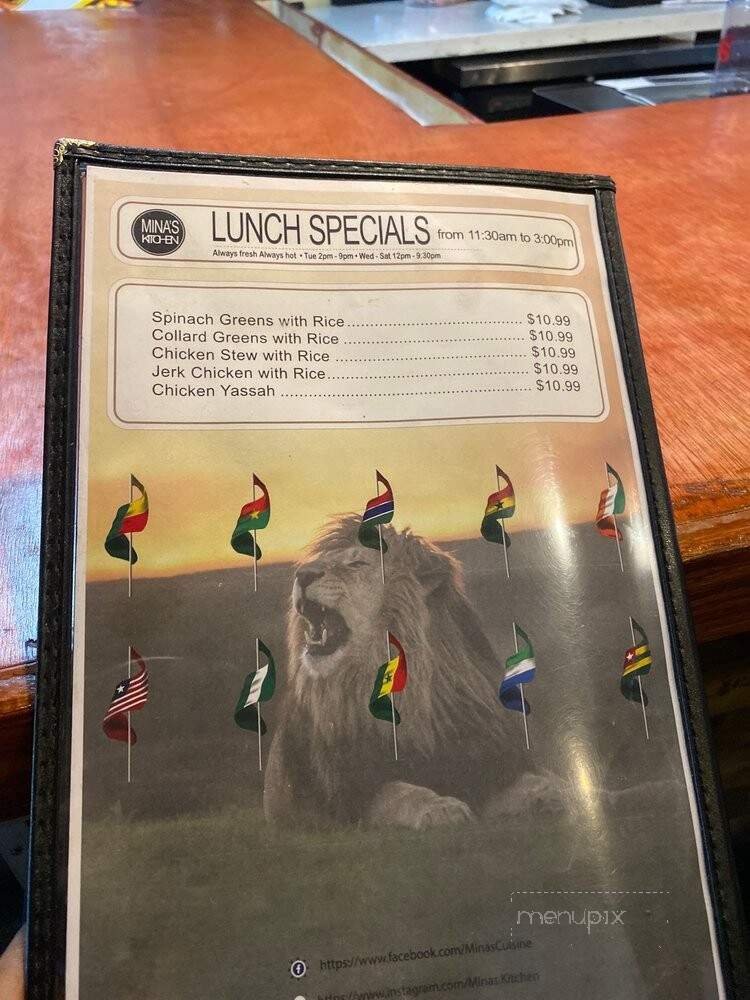 MINA'S
KITCHEN
LUNCH SPECIALS from 11:30am to 3:00pm
Always fresh Always hot • Tue 2pm - 9pm • Wed - Sat 12pm - 9:30pm
Spinach Greens with Rice ................................. $10.99
Collard Greens with Rice ................................. $10.99
Chicken Stew with Rice ................................... $10.99
Jerk Chicken with Rice .................................... $10.99
Chicken Yassah ............................................. $10.99
menupix
https://www.facebook.com/MinasCuisine
https://www.instagram.com/Minas.Kitchen